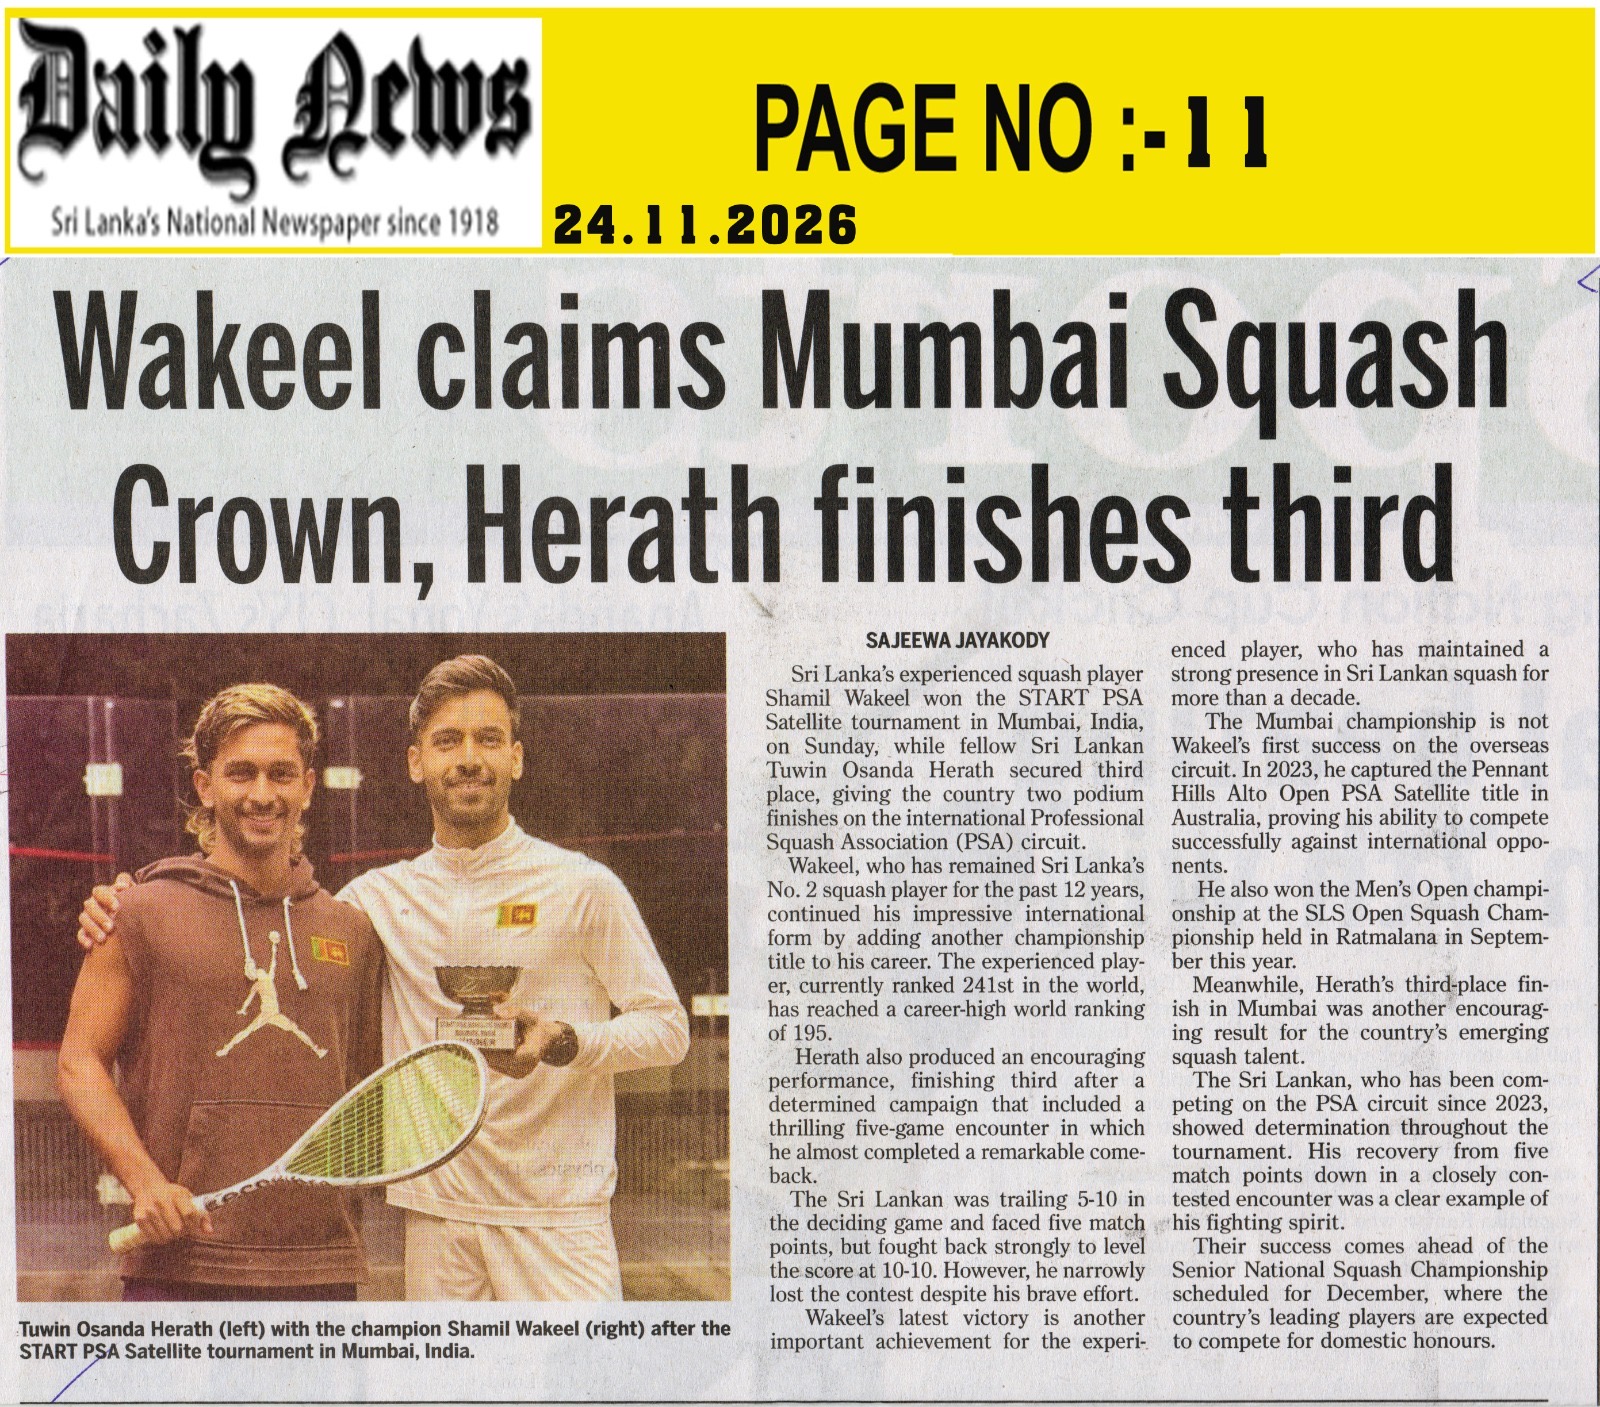 Daily News
Sri Lanka's National Newspaper since 1918
PAGE NO :- 11
24.11.2026
Wakeel claims Mumbai Squash
Crown, Herath finishes third
Tuwin Osanda Herath (left) with the champion Shamil Wakeel (right) after the
START PSA Satellite tournament in Mumbai, India.
SAJEEWA JAYAKODY
Sri Lanka's experienced squash player
Shamil Wakeel won the START PSA
Satellite tournament in Mumbai, India,
on Sunday, while fellow Sri Lankan
Tuwin Osanda Herath secured third
place, giving the country two podium
finishes on the international Professional
Squash Association (PSA) circuit.
Wakeel, who has remained Sri Lanka's
No. 2 squash player for the past 12 years,
continued his impressive international
form by adding another championship
title to his career. The experienced play-
er, currently ranked 241st in the world,
has reached a career-high world ranking
of 195.
Herath also produced an encouraging
performance, finishing third after a
determined campaign that included a
thrilling five-game encounter in which
he almost completed a remarkable come-
back.
The Sri Lankan was trailing 5-10 in
the deciding game and faced five match
points, but fought back strongly to level
the score at 10-10. However, he narrowly
lost the contest despite his brave effort.
Wakeel's latest victory is another
important achievement for the experi-
enced player, who has maintained a
strong presence in Sri Lankan squash for
more than a decade.
The Mumbai championship is not
Wakeel's first success on the overseas
circuit. In 2023, he captured the Pennant
Hills Alto Open PSA Satellite title in
Australia, proving his ability to compete
successfully against international oppo-
nents.
He also won the Men's Open champi-
onship at the SLS Open Squash Cham-
pionship held in Ratmalana in Septem-
ber this year.
Meanwhile, Herath's third-place fin-
ish in Mumbai was another encourag-
ing result for the country's emerging
squash talent.
The Sri Lankan, who has been com-
peting on the PSA circuit since 2023,
showed determination throughout the
tournament. His recovery from five
match points down in a closely con-
tested encounter was a clear example of
his fighting spirit.
Their success comes ahead of the
Senior National Squash Championship
scheduled for December, where the
country's leading players are expected
to compete for domestic honours.